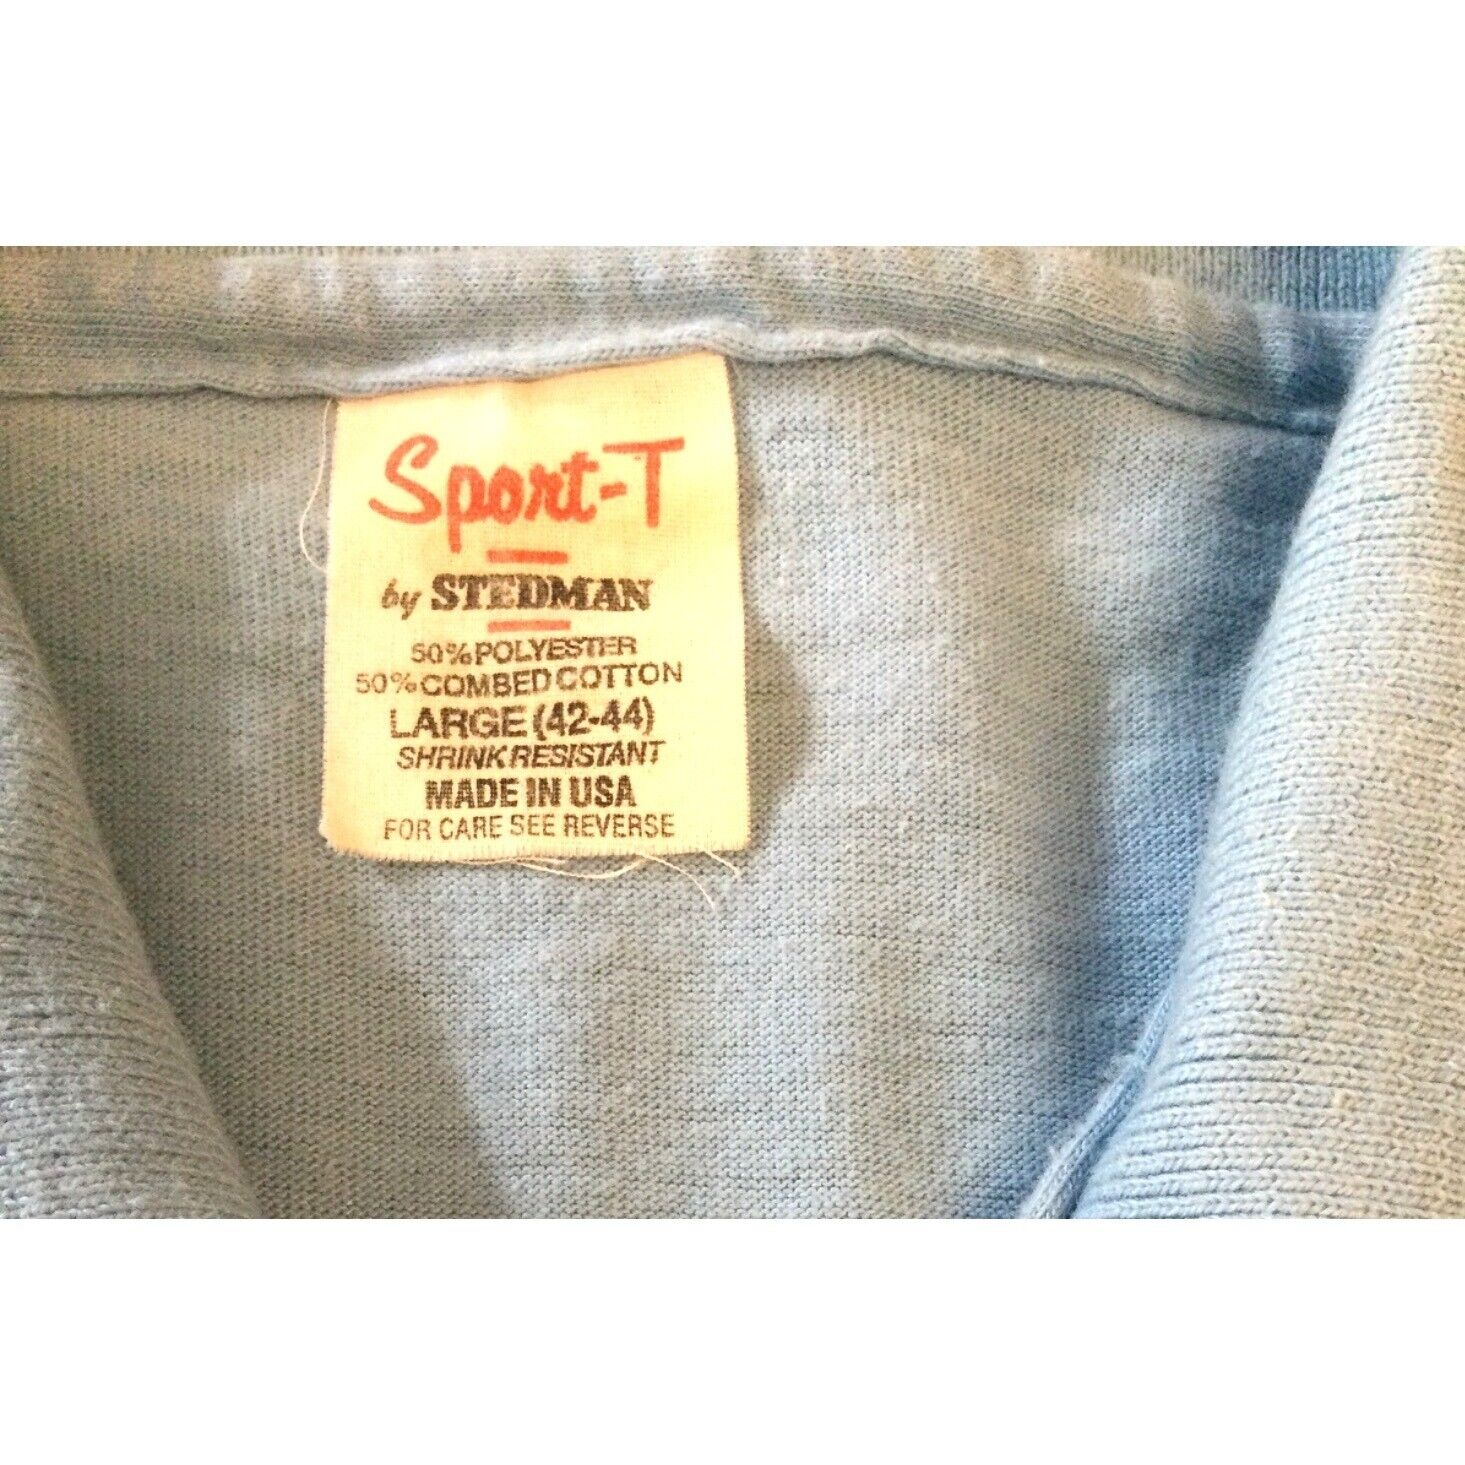 Sport-T
by STEDMAN
50% POLYESTER
50% COMBED COTTON
LARGE (42-44)
SHRINK RESISTANT
MADE IN USA
FOR CARE SEE REVERSE